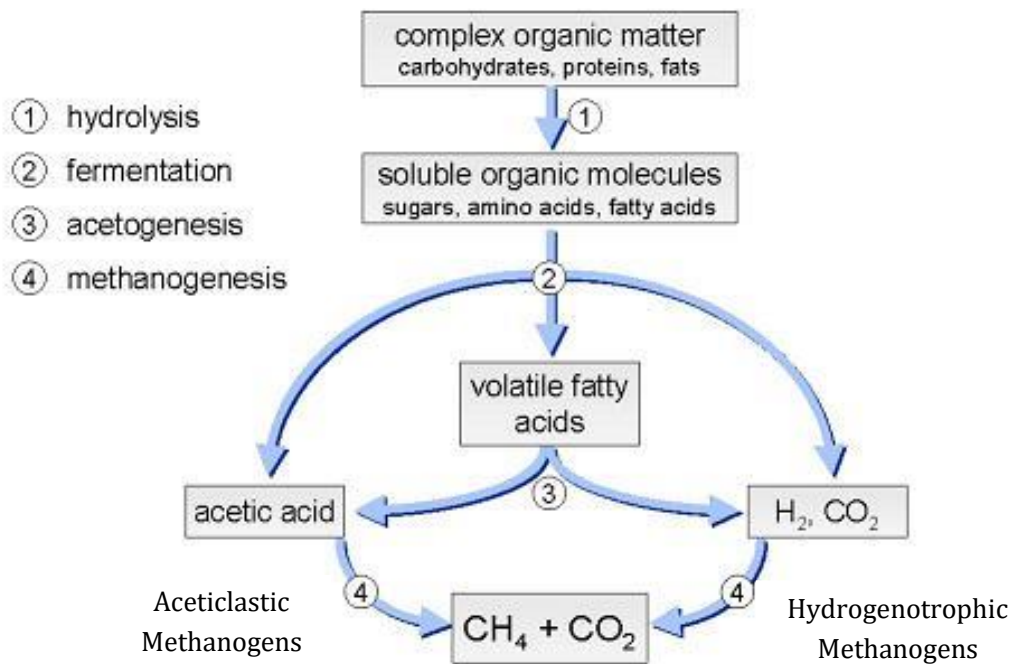 complex organic matter
carbohydrates, proteins, fats
① hydrolysis
② fermentation
③ acetogenesis
④ methanogenesis
①
soluble organic molecules
sugars, amino acids, fatty acids
②
volatile fatty
acids
③
acetic acid
H₂, CO₂
④
④
Aceticlastic
Methanogens
CH₄ + CO₂
Hydrogenotrophic
Methanogens